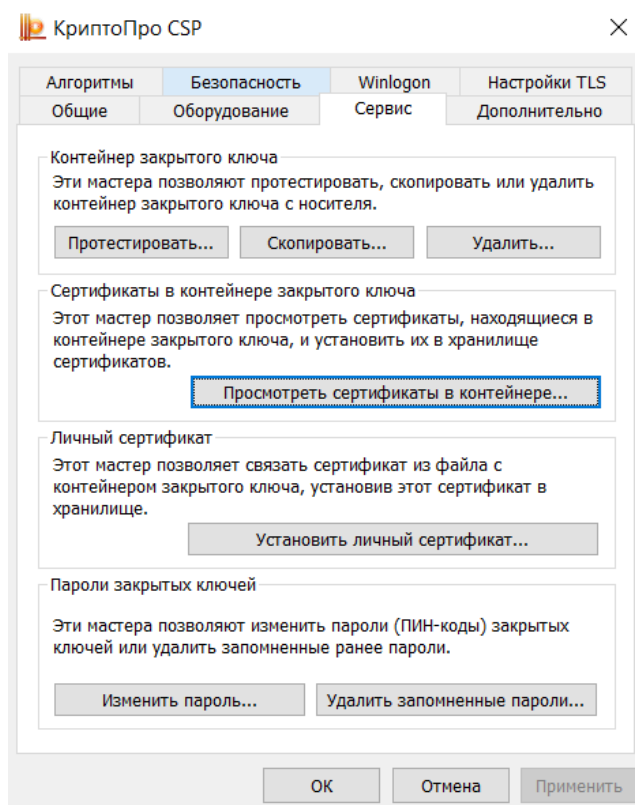 КриптоПро CSP
Алгоритмы Безопасность Winlogon Настройки TLS
Общие Оборудование Сервис Дополнительно
Контейнер закрытого ключа
Эти мастера позволяют протестировать, скопировать или удалить
контейнер закрытого ключа с носителя.
Протестировать... Скопировать... Удалить...
Сертификаты в контейнере закрытого ключа
Этот мастер позволяет просмотреть сертификаты, находящиеся в
контейнере закрытого ключа, и установить их в хранилище
сертификатов.
Просмотреть сертификаты в контейнере...
Личный сертификат
Этот мастер позволяет связать сертификат из файла с
контейнером закрытого ключа, установив этот сертификат в
хранилище.
Установить личный сертификат...
Пароли закрытых ключей
Эти мастера позволяют изменить пароли (ПИН-коды) закрытых
ключей или удалить запомненные ранее пароли.
Изменить пароль... Удалить запомненные пароли...
ОК Отмена Применить